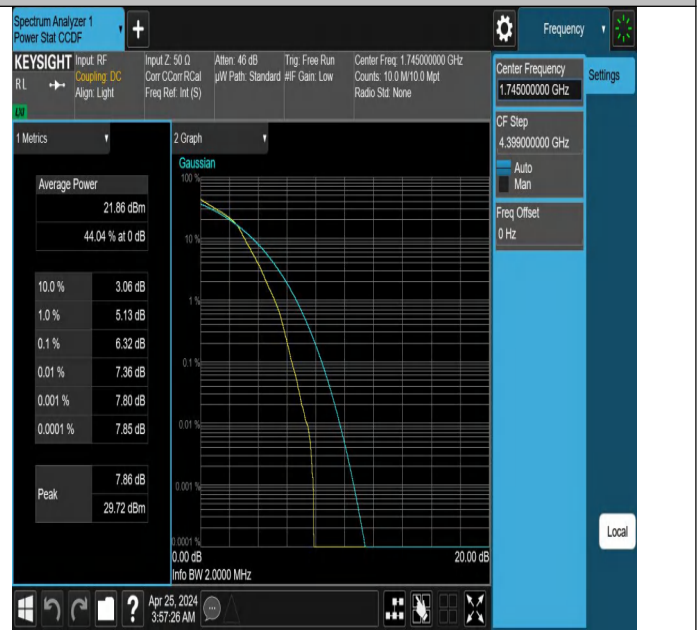 Spectrum Analyzer 1
Power Stat CCDF
+
Frequency
KEYSIGHT
RL
LXI
Input: RF
Coupling: DC
Align: Light
Input Z: 50 Ω
Corr CCorr RCal
Freq Ref: Int (S)
Atten: 46 dB
µW Path: Standard
Trig: Free Run
#IF Gain: Low
Center Freq: 1.745000000 GHz
Counts: 10.0 M/10.0 Mpt
Radio Std: None
1 Metrics
Average Power
21.86 dBm
44.04 % at 0 dB
10.0 % 3.06 dB
1.0 % 5.13 dB
0.1 % 6.32 dB
0.01 % 7.36 dB
0.001 % 7.80 dB
0.0001 % 7.85 dB
Peak
7.86 dB
29.72 dBm
2 Graph
Gaussian
100 %
10 %
1 %
0.1 %
0.01 %
0.001 %
0.0001 %
0.00 dB 20.00 dB
Info BW 2.0000 MHz
Center Frequency
1.745000000 GHz
CF Step
4.399000000 GHz
Auto
Man
Freq Offset
0 Hz
Settings
Local
?
Apr 25, 2024
3:57:26 AM